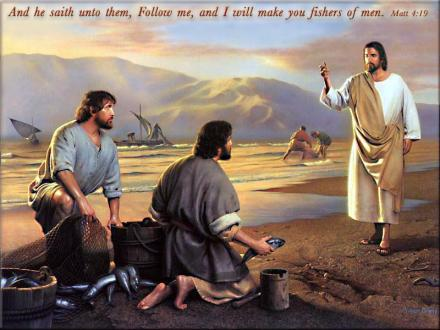 And he saith unto them, Follow me, and I will make you fishers of men. Matt 4:19